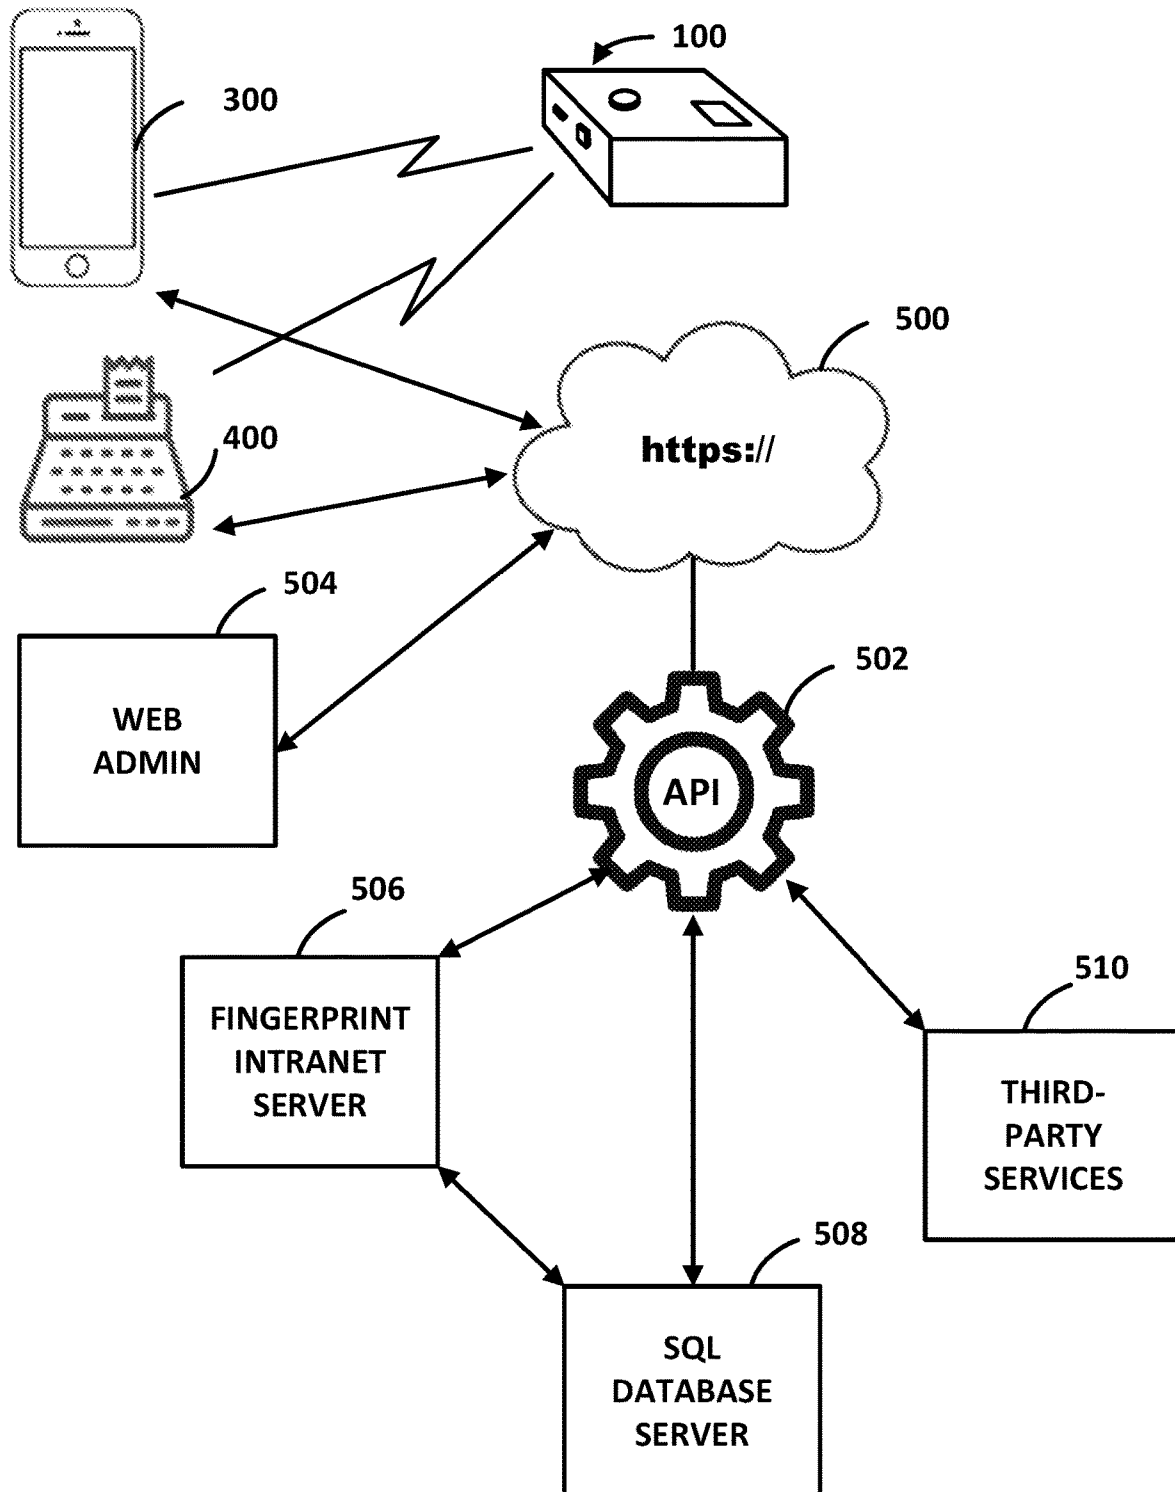 100
300
500
https://
400
504
WEB
ADMIN
502
API
506
FINGERPRINT
INTRANET
SERVER
510
THIRD-
PARTY
SERVICES
508
SQL
DATABASE
SERVER